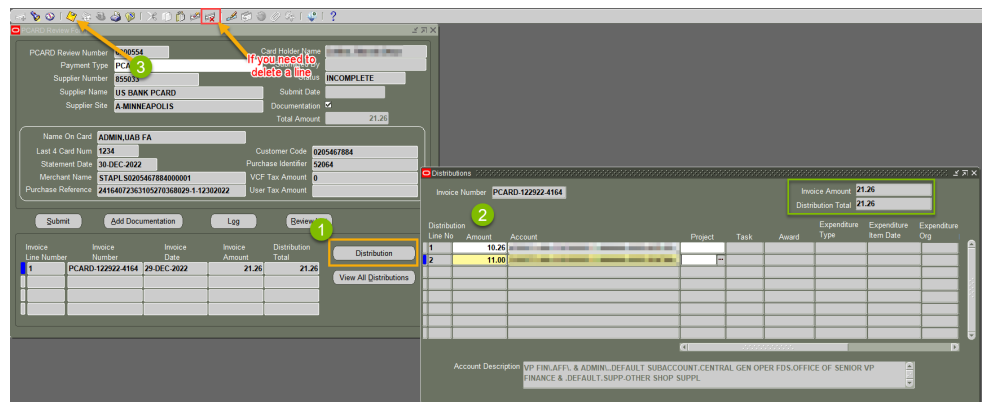 PCARD Review F
PCARD Review Number 0200554
Card Holder Name
3
If you need to
delete a line
Payment Type PCA
By
Supplier Number 855033
Status INCOMPLETE
Supplier Name US BANK PCARD
Submit Date
Supplier Site A-MINNEAPOLIS
Documentation
Total Amount 21.26
Name On Card ADMIN,UAB FA
Last 4 Card Num 1234
Customer Code 0205467884
Statement Date 30-DEC-2022
Purchase Identifier 52064
Merchant Name STAPLS0205467884000001
VCF Tax Amount 0
Purchase Reference 24164072363105270368029-1-12302022
User Tax Amount
Submit Add Documentation Log Review
1
Invoice Invoice Invoice Invoice Distribution
Line Number Number Date Amount Total
Distribution
1 PCARD-122922-4164 29-DEC-2022 21.26 21.26
View All Distributions
Distributions
Invoice Number PCARD-122922-4164
Invoice Amount 21.26
Distribution Total 21.26
2
Distribution Expenditure Expenditure Expenditure
Line No Amount Account Project Task Award Type Item Date Org
1 10.26
2 11.00
Account Description VP FIN\.AFF\. & ADMIN\..DEFAULT SUBACCOUNT.CENTRAL GEN OPER FDS.OFFICE OF SENIOR VP
FINANCE & .DEFAULT.SUPP-OTHER SHOP SUPPL